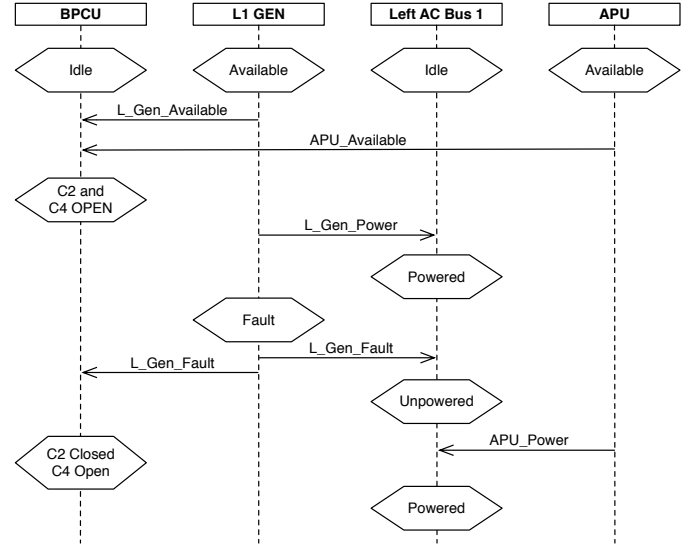 BPCU
L1 GEN
Left AC Bus 1
APU
Idle
Available
Idle
Available
L_Gen_Available
APU_Available
C2 and
C4 OPEN
L_Gen_Power
Powered
Fault
L_Gen_Fault
L_Gen_Fault
Unpowered
APU_Power
C2 Closed
C4 Open
Powered